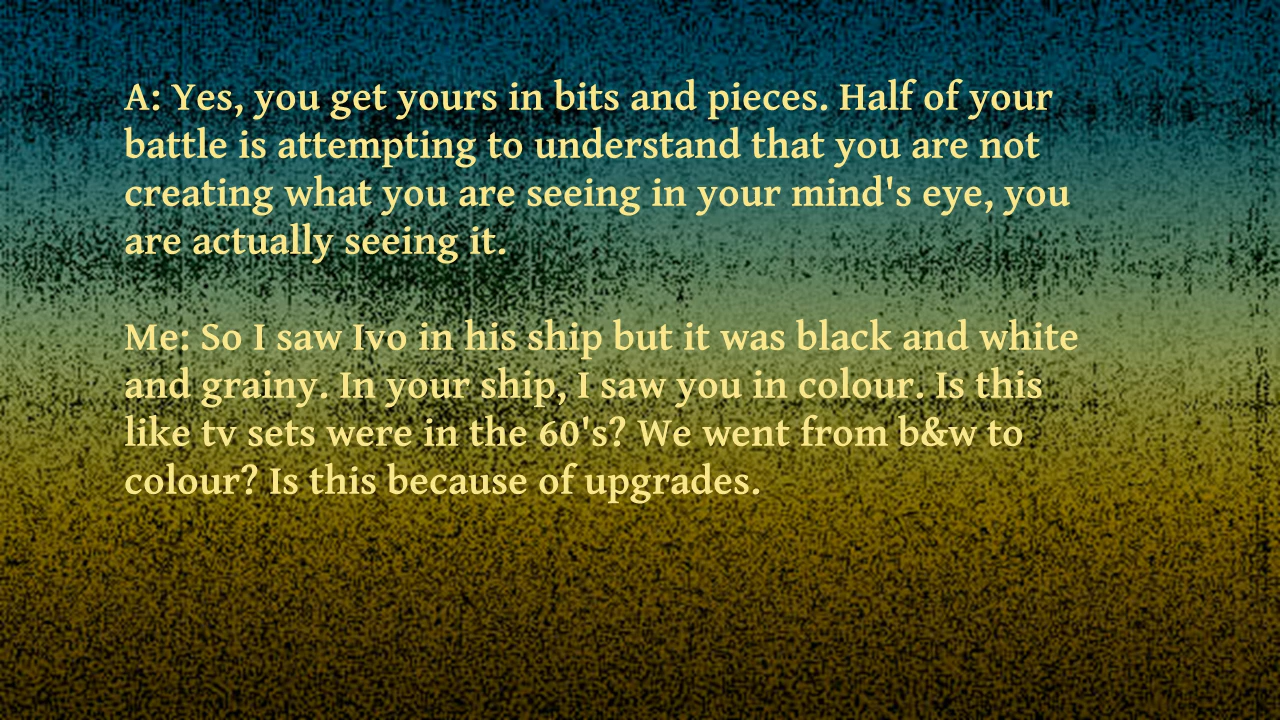 A: Yes, you get yours in bits and pieces. Half of your
battle is attempting to understand that you are not
creating what you are seeing in your mind's eye, you
are actually seeing it.
Me: So I saw Ivo in his ship but it was black and white
and grainy. In your ship, I saw you in colour. Is this
like tv sets were in the 60's? We went from b&w to
colour? Is this because of upgrades.